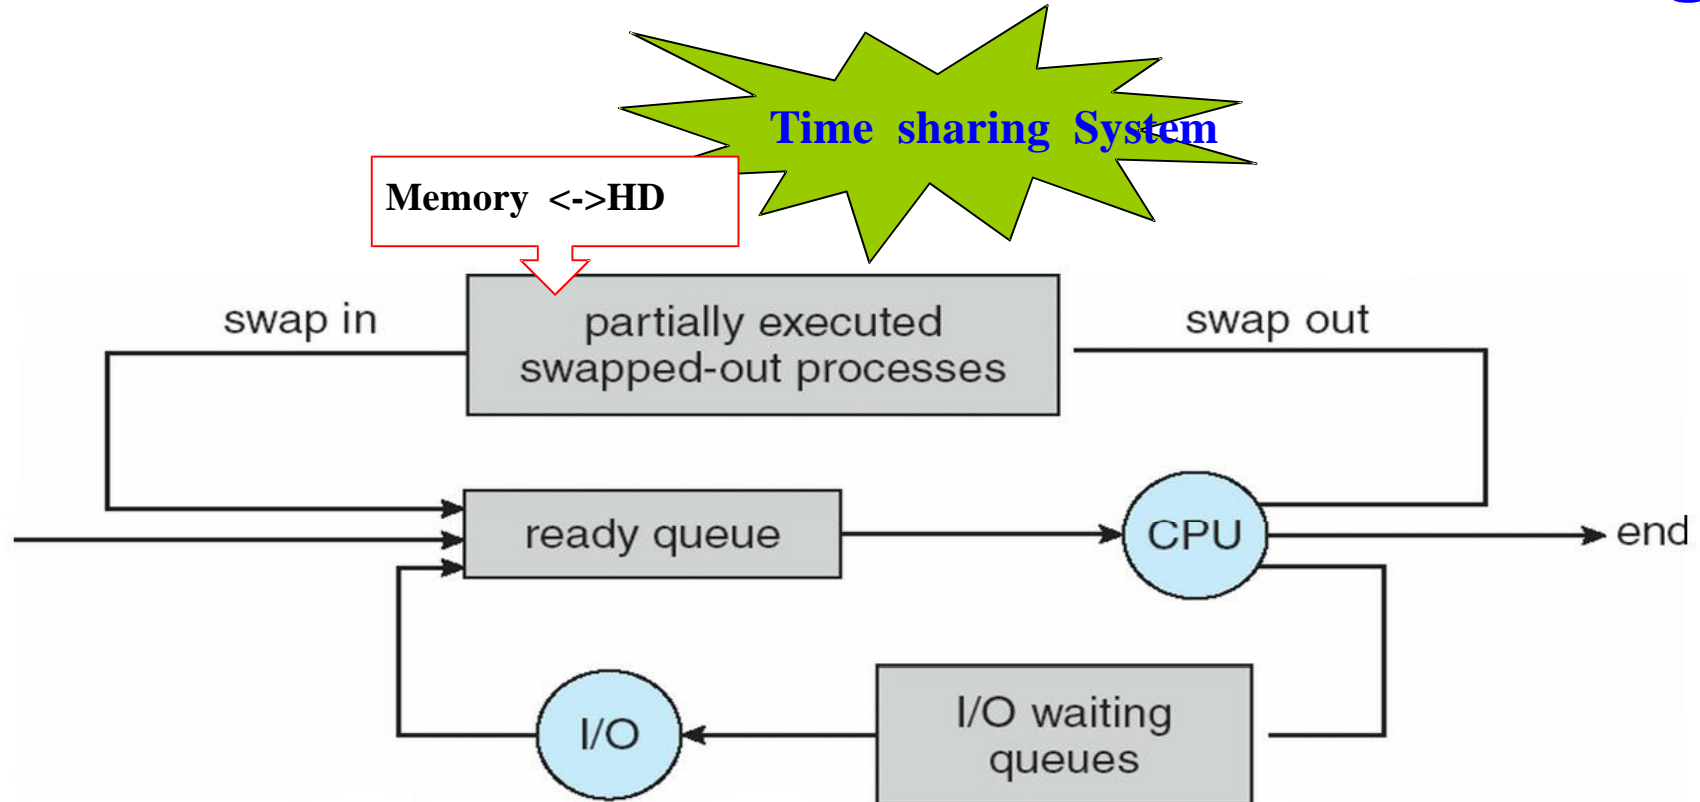 Time sharing System
Memory <->HD
swap in
partially executed
swapped-out processes
swap out
ready queue
CPU
end
I/O
I/O waiting
queues